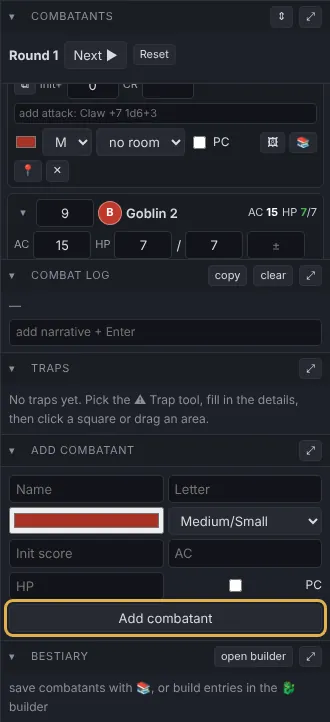 ▼ COMBATANTS ⇕ ⤢
Round 1 Next ▶ Reset
Init+ 0 CR
add attack: Claw +7 1d6+3
M no room PC 🖼 📚
📍 ✕
▼ 9 B Goblin 2 AC 15 HP 7/7
AC 15 HP 7 / 7 ±
▼ COMBAT LOG copy clear ⤢
—
add narrative + Enter
▼ TRAPS ⤢
No traps yet. Pick the ⚠ Trap tool, fill in the details,
then click a square or drag an area.
▼ ADD COMBATANT ⤢
Name Letter
Medium/Small
Init score AC
HP PC
Add combatant
▼ BESTIARY open builder ⤢
save combatants with 📚, or build entries in the 🐉
builder